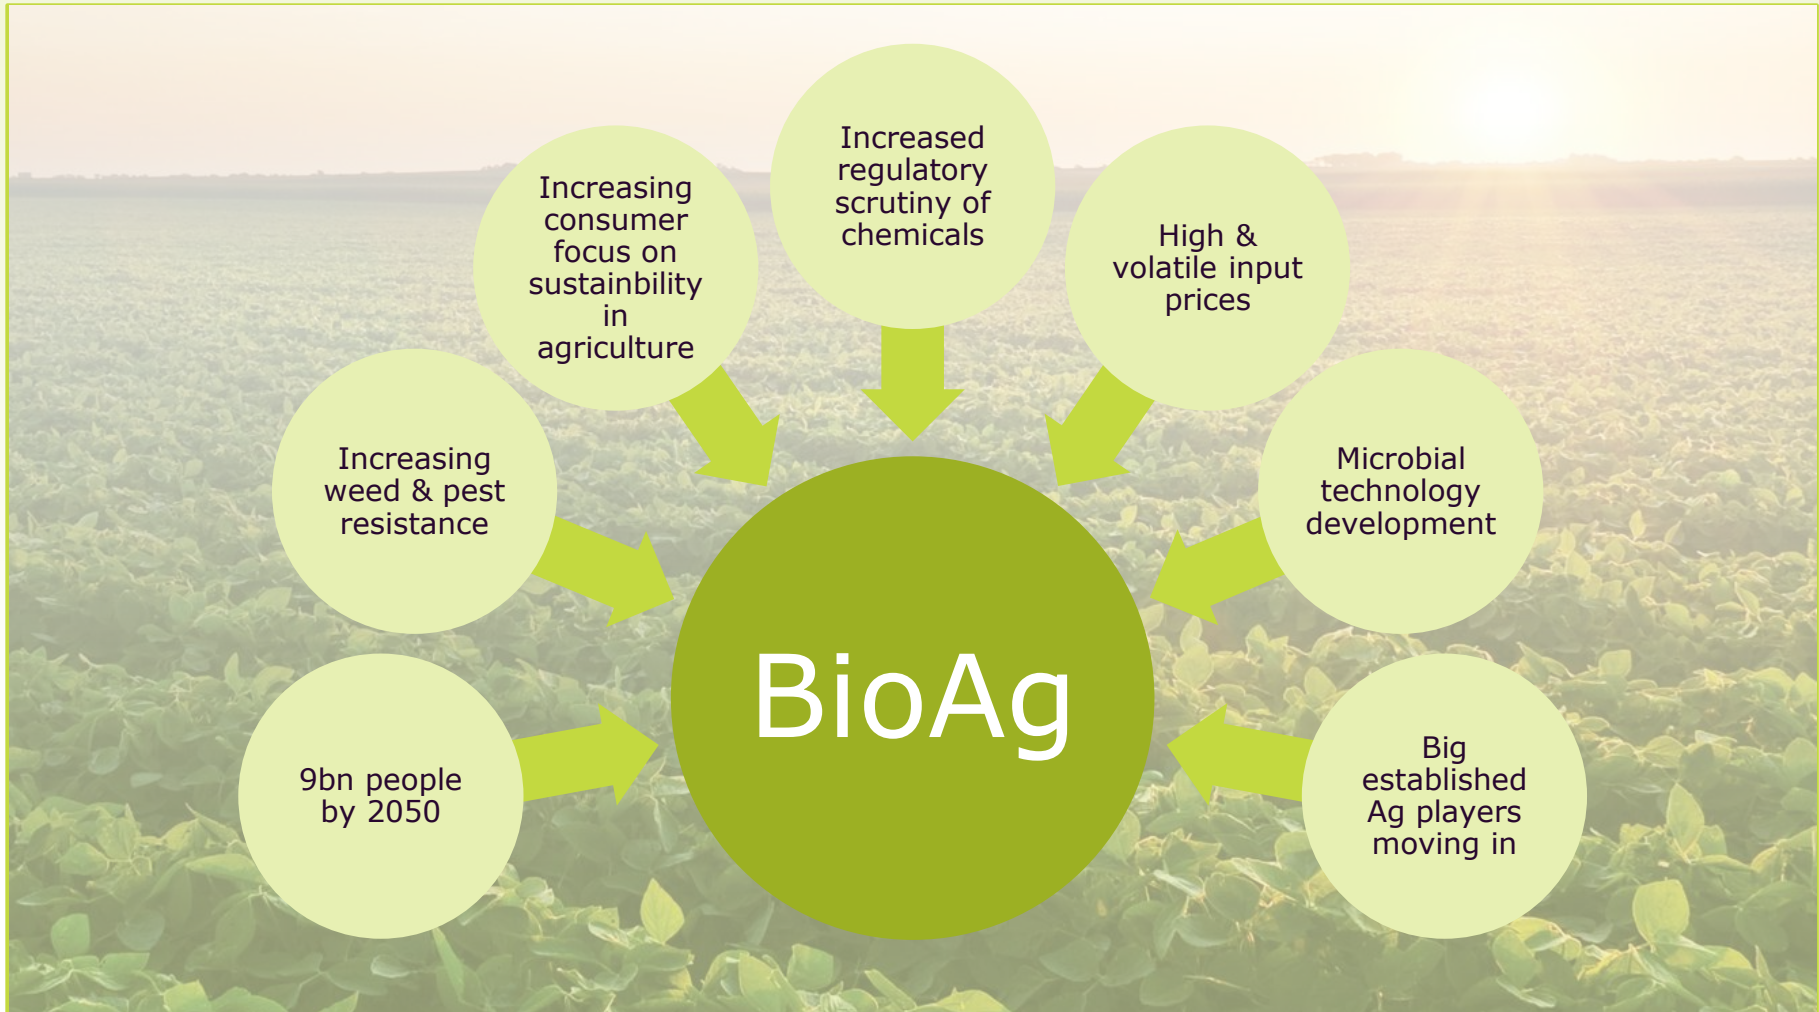 Increased
regulatory
scrutiny of
chemicals
Increasing
consumer
focus on
sustainbility
in
agriculture
High &
volatile input
prices
Increasing
weed & pest
resistance
Microbial
technology
development
BioAg
9bn people
by 2050
Big
established
Ag players
moving in